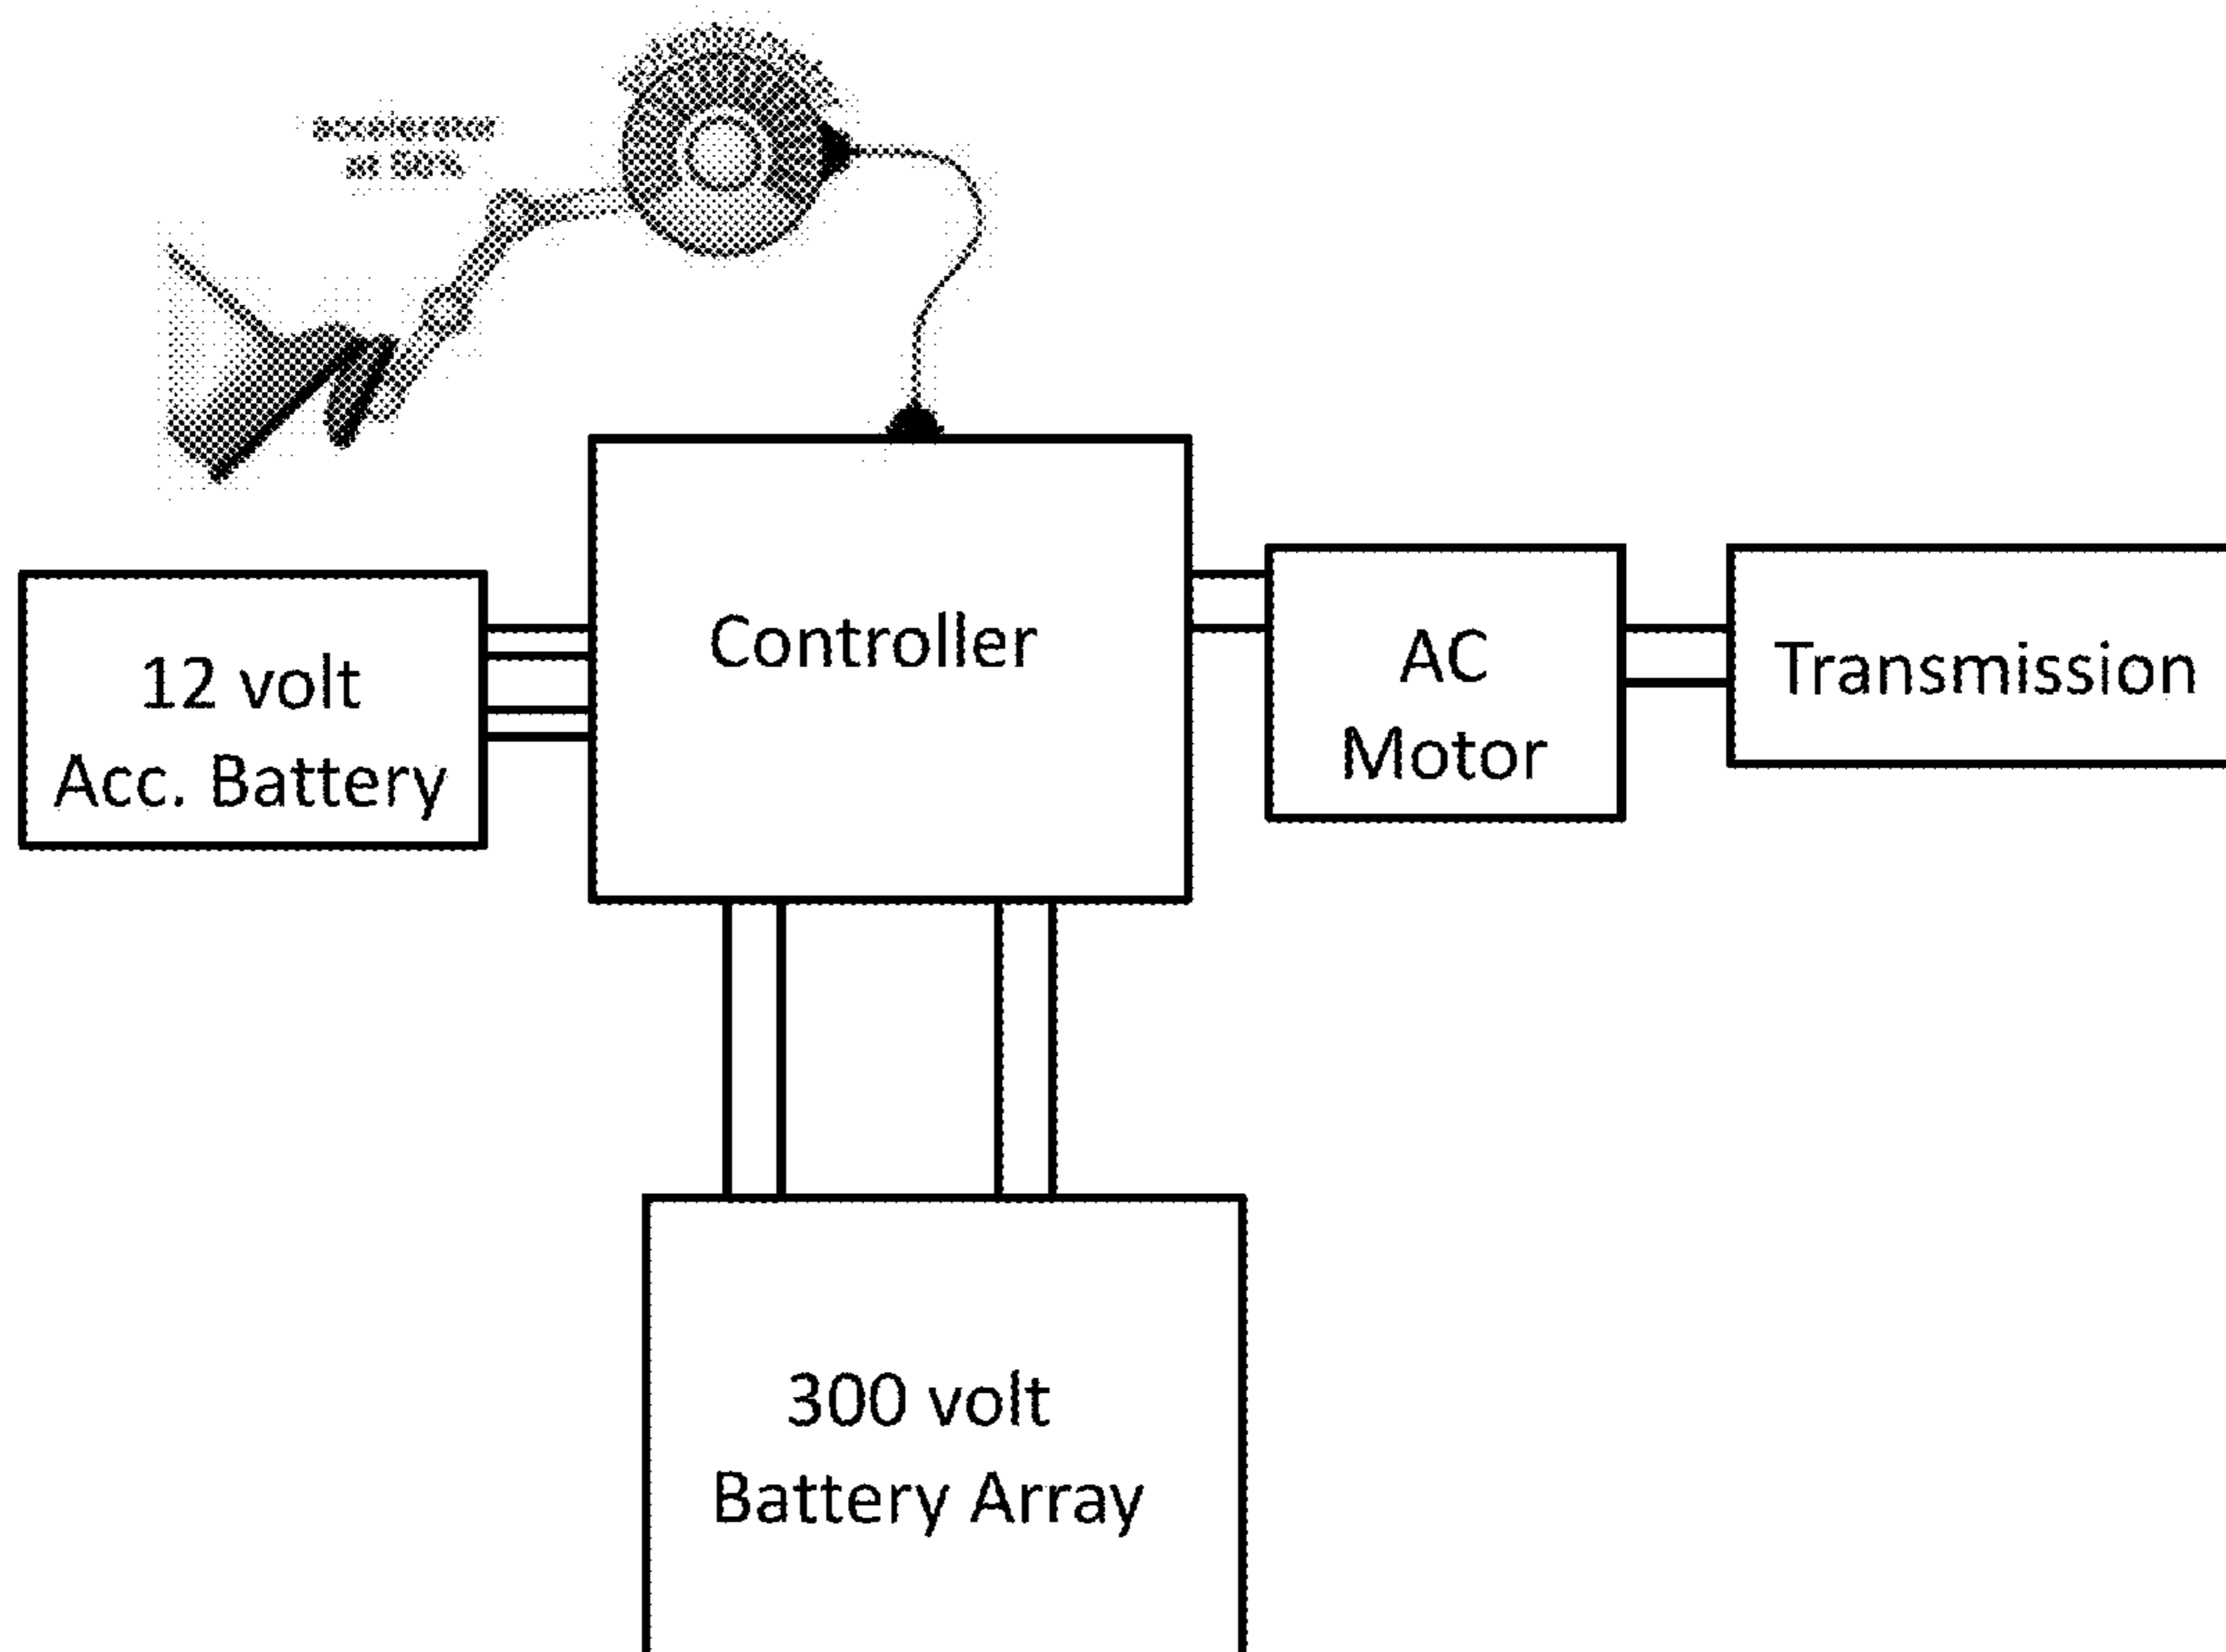 Controller
12 volt
Acc. Battery
AC
Motor
Transmission
300 volt
Battery Array